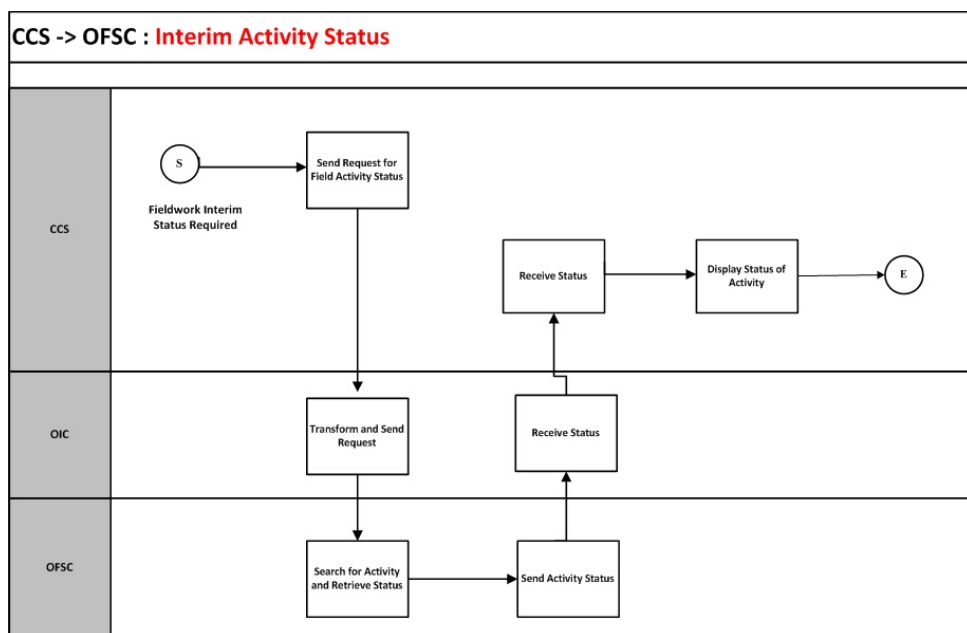 CCS -> OFSC : Interim Activity Status
CCS
S
Fieldwork Interim
Status Required
Send Request for
Field Activity Status
Receive Status
Display Status of
Activity
E
OIC
Transform and Send
Request
Receive Status
OFSC
Search for Activity
and Retrieve Status
Send Activity Status